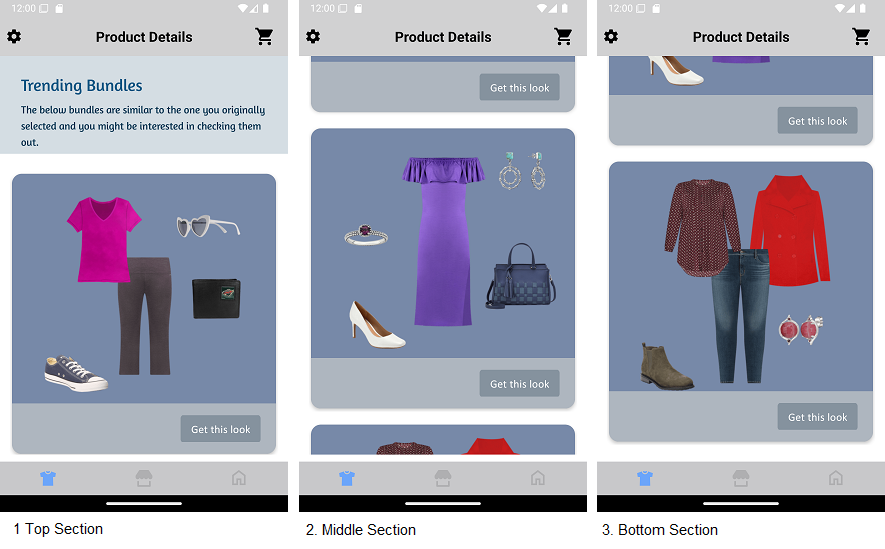 12:00
Product Details
Trending Bundles
The below bundles are similar to the one you originally
selected and you might be interested in checking them
out.
Get this look
1 Top Section
12:00
Product Details
Get this look
Get this look
2. Middle Section
12:00
Product Details
Get this look
Get this look
3. Bottom Section